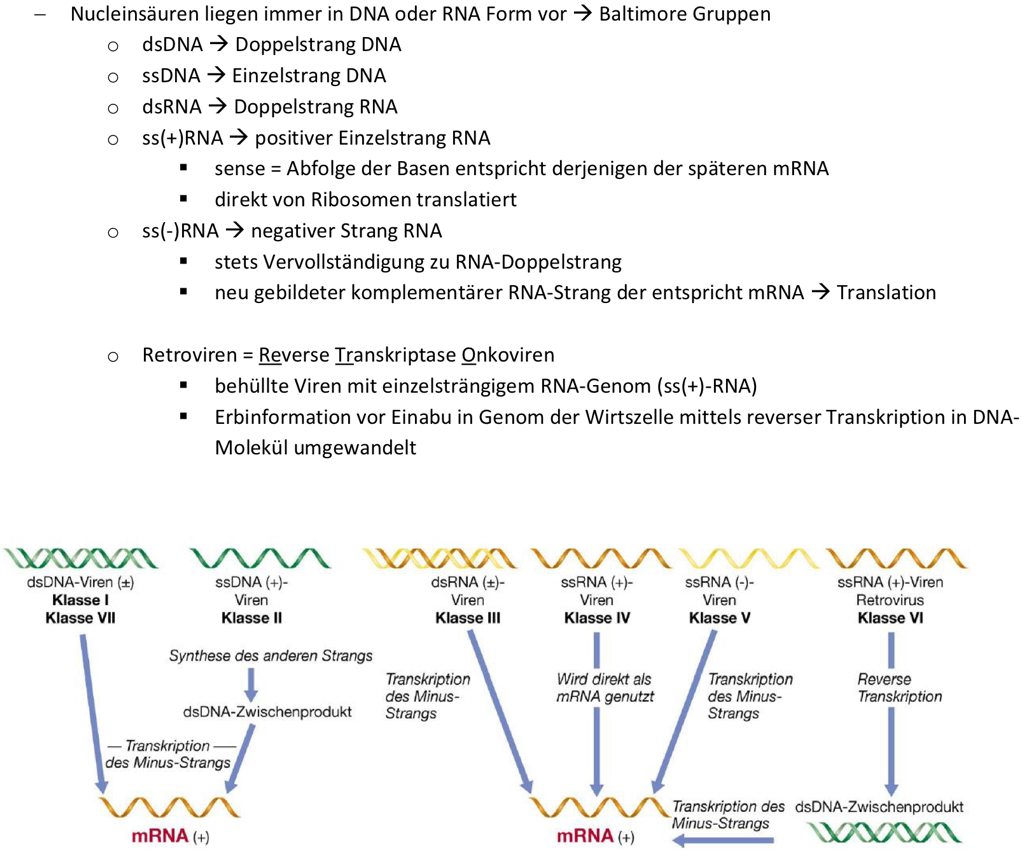 – Nucleinsäuren liegen immer in DNA oder RNA Form vor → Baltimore Gruppen
o dsDNA → Doppelstrang DNA
o ssDNA → Einzelstrang DNA
o dsRNA → Doppelstrang RNA
o ss(+)RNA → positiver Einzelstrang RNA
▪ sense = Abfolge der Basen entspricht derjenigen der späteren mRNA
▪ direkt von Ribosomen translatiert
o ss(-)RNA → negativer Strang RNA
▪ stets Vervollständigung zu RNA-Doppelstrang
▪ neu gebildeter komplementärer RNA-Strang der entspricht mRNA → Translation
o Retroviren = Reverse Transkriptase Onkoviren
▪ behüllte Viren mit einzelsträngigem RNA-Genom (ss(+)-RNA)
▪ Erbinformation vor Einabu in Genom der Wirtszelle mittels reverser Transkription in DNA-
Molekül umgewandelt
dsDNA-Viren (±)
Klasse I
Klasse VII
ssDNA (+)-
Viren
Klasse II
dsRNA (±)-
Viren
Klasse III
ssRNA (+)-
Viren
Klasse IV
ssRNA (-)-
Viren
Klasse V
ssRNA (+)-Viren
Retrovirus
Klasse VI
Synthese des anderen Strangs
dsDNA-Zwischenprodukt
Transkription
des Minus-Strangs
mRNA (+)
Transkription
des Minus-
Strangs
Wird direkt als
mRNA genutzt
Transkription
des Minus-
Strangs
Reverse
Transkription
dsDNA-Zwischenprodukt
Transkription des
Minus-Strangs
mRNA (+)